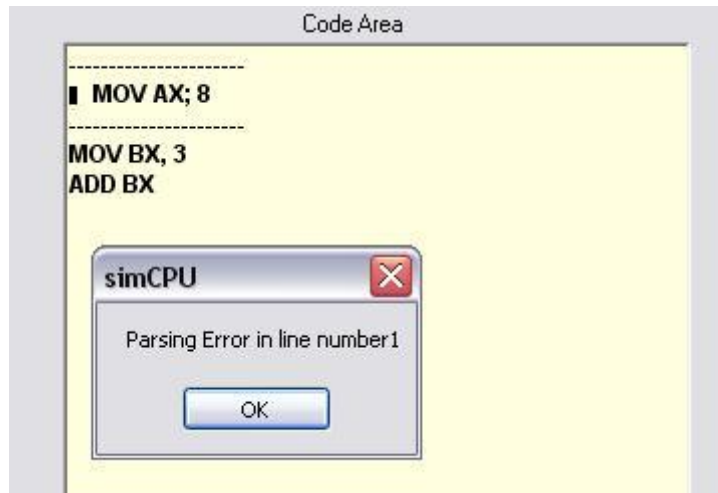 Code Area
----------------------
MOV AX; 8
----------------------
MOV BX, 3
ADD BX
simCPU
Parsing Error in line number1
OK